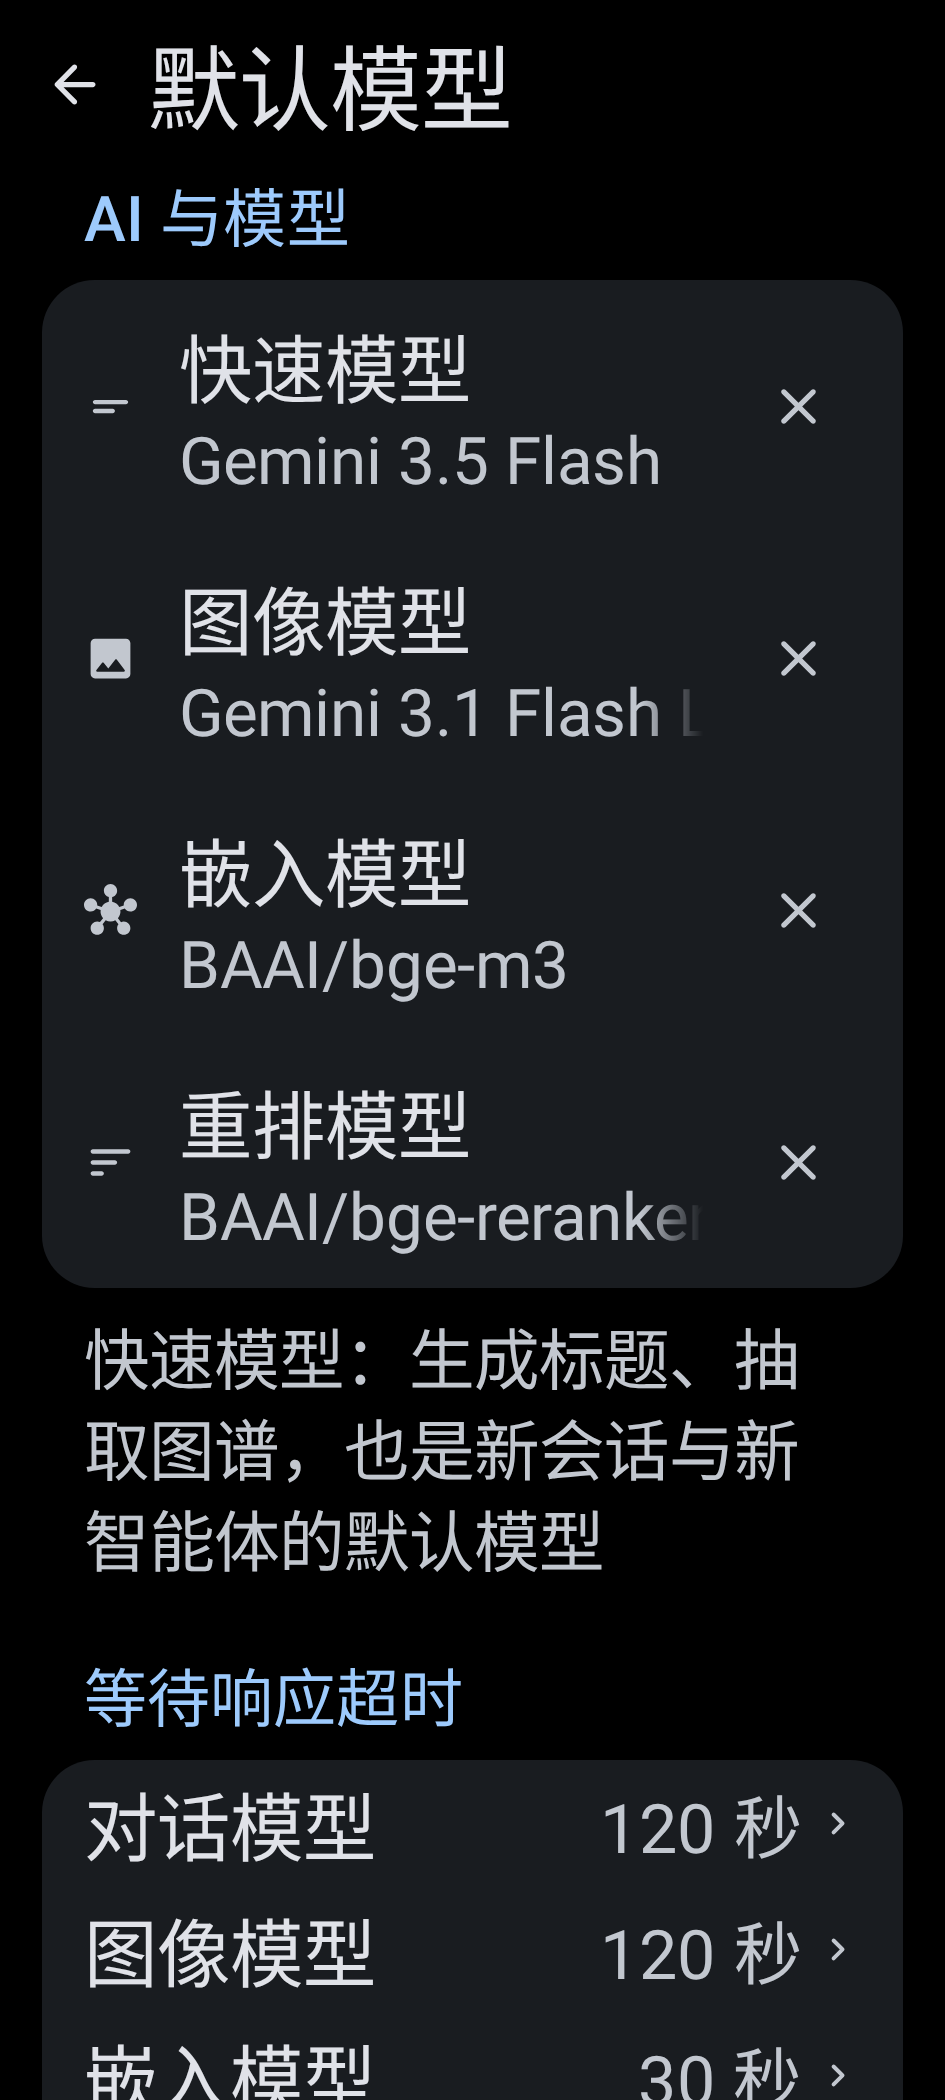 默认模型
AI 与模型
快速模型
Gemini 3.5 Flash
图像模型
Gemini 3.1 Flash L
嵌入模型
BAAI/bge-m3
重排模型
BAAI/bge-reranker
快速模型：生成标题、抽
取图谱，也是新会话与新
智能体的默认模型
等待响应超时
对话模型 120 秒
图像模型 120 秒
嵌入模型 30 秒